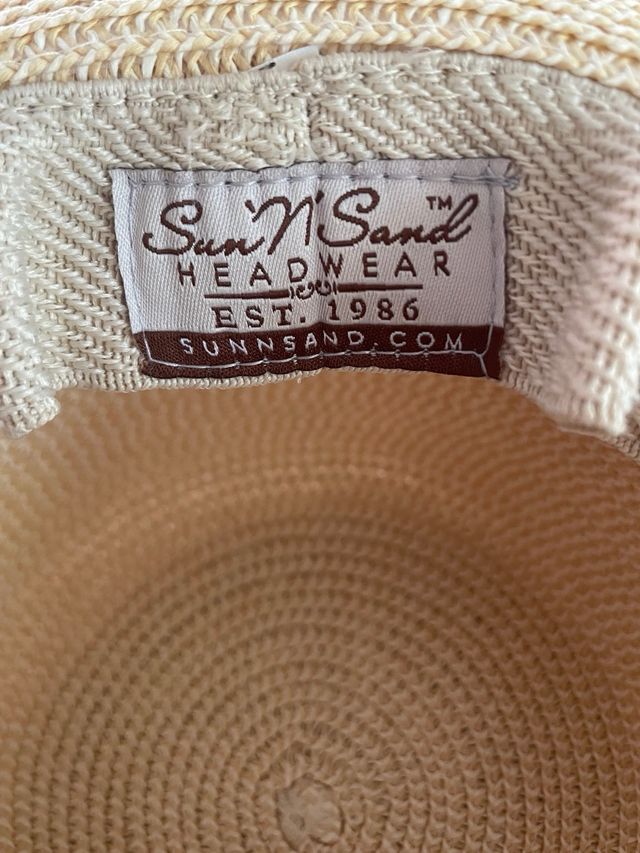 Sun 'N' Sand™
HEADWEAR
EST. 1986
SUNNSAND.COM